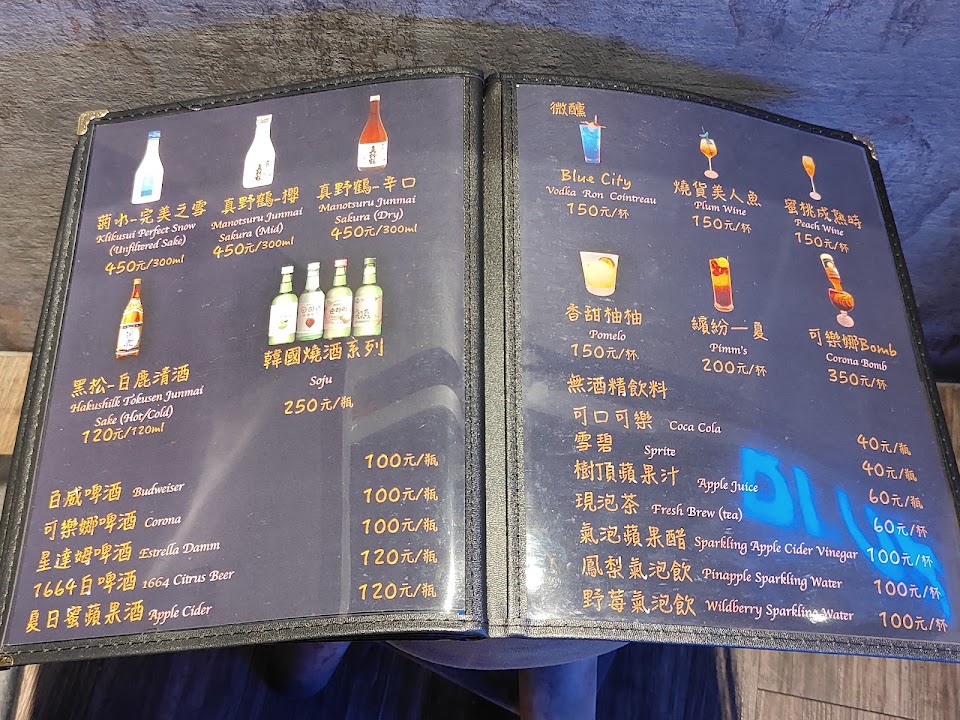 菊水-完美之雪
Klikusui Perfect Snow
(Unfiltered Sake)
450元/300ml
真野鶴-櫻
Manotsuru Junmai
Sakura (Mid)
450元/300ml
真野鶴-辛口
Manotsuru Junmai
Sakura (Dry)
450元/300ml
黑松-白鹿清酒
Hakushilk Tokusen Junmai
Sake (Hot/Cold)
120元/120ml
韓國燒酒系列
Soju
250元/瓶
百威啤酒 Budweiser 100元/瓶
可樂娜啤酒 Corona 100元/瓶
星達姆啤酒 Estrella Damm 100元/瓶
1664白啤酒 1664 Citrus Beer 120元/瓶
夏日蜜蘋果酒 Apple Cider 120元/瓶
微醺
Blue City
Vodka Ron Cointreau
150元/杯
燒貨美人魚
Plum Wine
150元/杯
蜜桃成熟時
Peach Wine
150元/杯
香甜柚柚
Pomelo
150元/杯
繽紛一夏
Pimm's
200元/杯
可樂娜Bomb
Corona Bomb
350元/杯
無酒精飲料
可口可樂 Coca Cola 40元/瓶
雪碧 Sprite 40元/瓶
樹頂蘋果汁 Apple Juice 60元/瓶
現泡茶 Fresh Brew (tea) 60元/杯
氣泡蘋果醋 Sparkling Apple Cider Vinegar 100元/杯
鳳梨氣泡飲 Pinapple Sparkling Water 100元/杯
野莓氣泡飲 Wildberry Sparkling Water 100元/杯